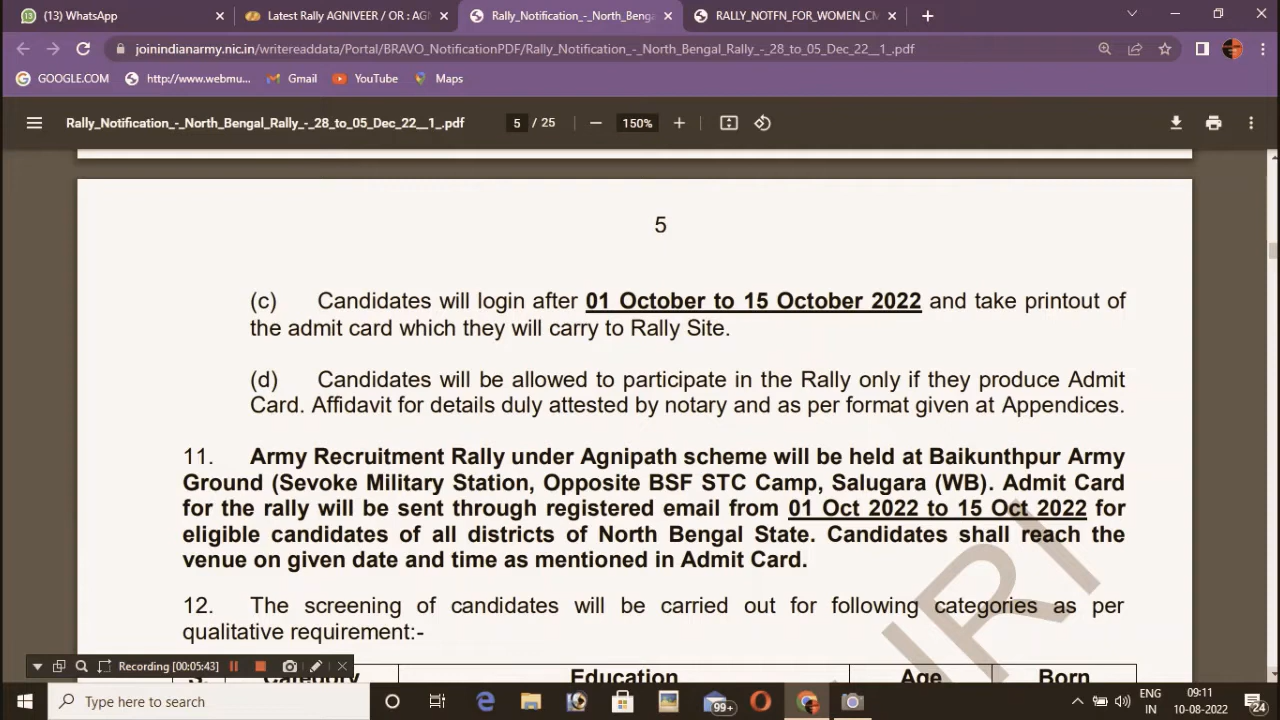 (13) WhatsApp
Latest Rally AGNIVEER / OR : AGN
Rally_Notification_-_North_Beng
RALLY_NOTFN_FOR_WOMEN_CM
joinindianarmy.nic.in/writereaddata/Portal/BRAVO_NotificationPDF/Rally_Notification_-_North_Bengal_Rally_-_28_to_05_Dec_22__1_.pdf
GOOGLE.COM
http://www.webmu...
Gmail
YouTube
Maps
Rally_Notification_-_North_Bengal_Rally_-_28_to_05_Dec_22__1_.pdf
5 / 25
150%
5
(c) Candidates will login after 01 October to 15 October 2022 and take printout of
the admit card which they will carry to Rally Site.
(d) Candidates will be allowed to participate in the Rally only if they produce Admit
Card. Affidavit for details duly attested by notary and as per format given at Appendices.
11. Army Recruitment Rally under Agnipath scheme will be held at Baikunthpur Army
Ground (Sevoke Military Station, Opposite BSF STC Camp, Salugara (WB). Admit Card
for the rally will be sent through registered email from 01 Oct 2022 to 15 Oct 2022 for
eligible candidates of all districts of North Bengal State. Candidates shall reach the
venue on given date and time as mentioned in Admit Card.
12. The screening of candidates will be carried out for following categories as per
qualitative requirement:-
Category Education Age Born
URI
Recording [00:05:43]
Type here to search
99+
ENG
IN
09:11
10-08-2022
24